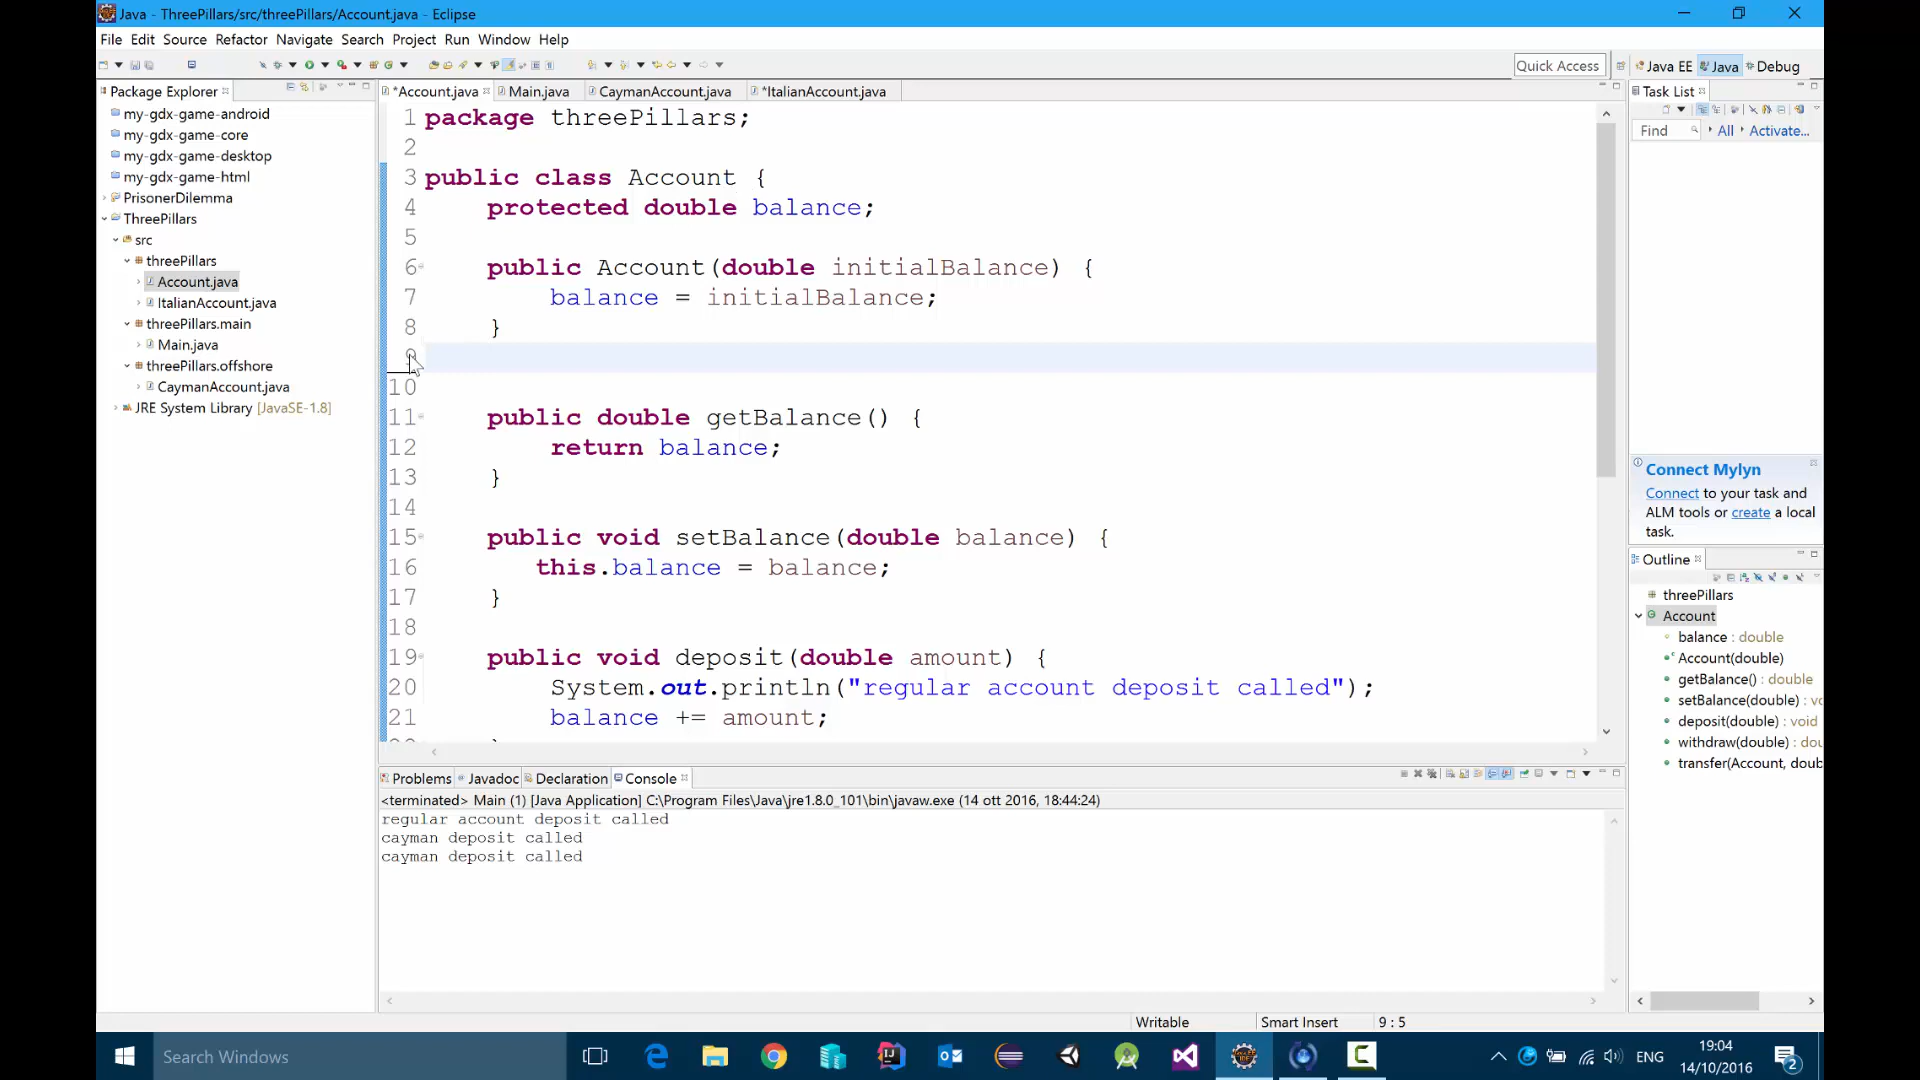 Java - ThreePillars/src/threePillars/Account.java - Eclipse
File Edit Source Refactor Navigate Search Project Run Window Help
Quick Access
Java EE
Java
Debug
Package Explorer
my-gdx-game-android
my-gdx-game-core
my-gdx-game-desktop
my-gdx-game-html
PrisonerDilemma
ThreePillars
src
threePillars
Account.java
ItalianAccount.java
threePillars.main
Main.java
threePillars.offshore
CaymanAccount.java
JRE System Library [JavaSE-1.8]
*Account.java
Main.java
CaymanAccount.java
*ItalianAccount.java
1 package threePillars;
2
3 public class Account {
4 protected double balance;
5
6 public Account(double initialBalance) {
7 balance = initialBalance;
8 }
9
10
11 public double getBalance() {
12 return balance;
13 }
14
15 public void setBalance(double balance) {
16 this.balance = balance;
17 }
18
19 public void deposit(double amount) {
20 System.out.println("regular account deposit called");
21 balance += amount;
Problems
Javadoc
Declaration
Console
<terminated> Main (1) [Java Application] C:\Program Files\Java\jre1.8.0_101\bin\javaw.exe (14 ott 2016, 18:44:24)
regular account deposit called
cayman deposit called
cayman deposit called
Task List
Find
All
Activate...
Connect Mylyn
Connect to your task and
ALM tools or create a local
task.
Outline
threePillars
Account
balance : double
Account(double)
getBalance() : double
setBalance(double) : vo
deposit(double) : void
withdraw(double) : dou
transfer(Account, doub
Writable
Smart Insert
9 : 5
Search Windows
ENG
19:04
14/10/2016
2